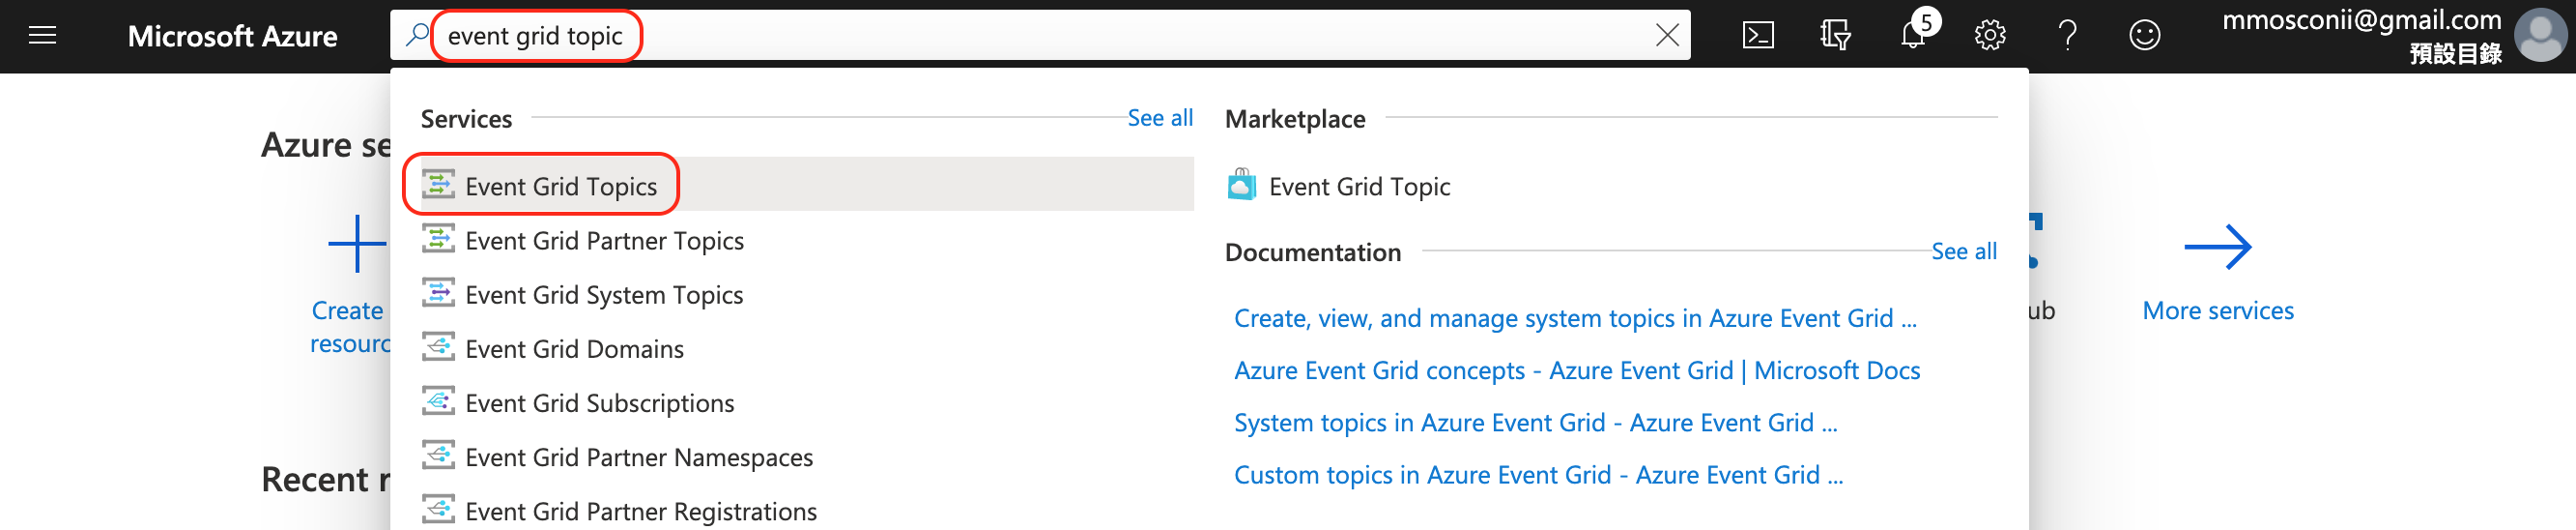 Microsoft Azure
event grid topic
5
mmosconii@gmail.com
預設目錄
Services
See all
Event Grid Topics
Event Grid Partner Topics
Event Grid System Topics
Event Grid Domains
Event Grid Subscriptions
Event Grid Partner Namespaces
Event Grid Partner Registrations
Marketplace
Event Grid Topic
Documentation
See all
Create, view, and manage system topics in Azure Event Grid ...
Azure Event Grid concepts - Azure Event Grid | Microsoft Docs
System topics in Azure Event Grid - Azure Event Grid ...
Custom topics in Azure Event Grid - Azure Event Grid ...
Azure se
Create
resourc
ub
More services
Recent r